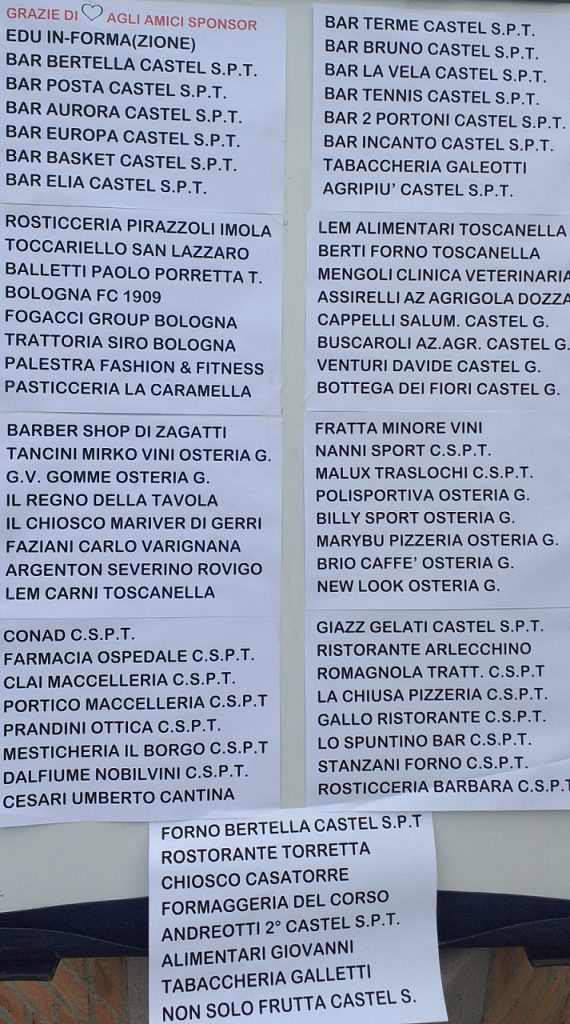 GRAZIE DI AGLI AMICI SPONSOR
EDU IN-FORMA(ZIONE)
BAR BERTELLA CASTEL S.P.T.
BAR POSTA CASTEL S.P.T.
BAR AURORA CASTEL S.P.T.
BAR EUROPA CASTEL S.P.T.
BAR BASKET CASTEL S.P.T.
BAR ELIA CASTEL S.P.T.
BAR TERME CASTEL S.P.T.
BAR BRUNO CASTEL S.P.T.
BAR LA VELA CASTEL S.P.T.
BAR TENNIS CASTEL S.P.T.
BAR 2 PORTONI CASTEL S.P.T.
BAR INCANTO CASTEL S.P.T.
TABACCHERIA GALEOTTI
AGRIPIU' CASTEL S.P.T.
ROSTICCERIA PIRAZZOLI IMOLA
TOCCARIELLO SAN LAZZARO
BALLETTI PAOLO PORRETTA T.
BOLOGNA FC 1909
FOGACCI GROUP BOLOGNA
TRATTORIA SIRO BOLOGNA
PALESTRA FASHION & FITNESS
PASTICCERIA LA CARAMELLA
LEM ALIMENTARI TOSCANELLA
BERTI FORNO TOSCANELLA
MENGOLI CLINICA VETERINARIA
ASSIRELLI AZ AGRIGOLA DOZZA
CAPPELLI SALUM. CASTEL G.
BUSCAROLI AZ.AGR. CASTEL G.
VENTURI DAVIDE CASTEL G.
BOTTEGA DEI FIORI CASTEL G.
BARBER SHOP DI ZAGATTI
TANCINI MIRKO VINI OSTERIA G.
G.V. GOMME OSTERIA G.
IL REGNO DELLA TAVOLA
IL CHIOSCO MARIVER DI GERRI
FAZIANI CARLO VARIGNANA
ARGENTON SEVERINO ROVIGO
LEM CARNI TOSCANELLA
FRATTA MINORE VINI
NANNI SPORT C.S.P.T.
MALUX TRASLOCHI C.S.P.T.
POLISPORTIVA OSTERIA G.
BILLY SPORT OSTERIA G.
MARYBU PIZZERIA OSTERIA G.
BRIO CAFFE' OSTERIA G.
NEW LOOK OSTERIA G.
CONAD C.S.P.T.
FARMACIA OSPEDALE C.S.P.T.
CLAI MACCELLERIA C.S.P.T.
PORTICO MACCELLERIA C.S.P.T
PRANDINI OTTICA C.S.P.T.
MESTICHERIA IL BORGO C.S.P.T
DALFIUME NOBILVINI C.S.P.T.
CESARI UMBERTO CANTINA
GIAZZ GELATI CASTEL S.P.T.
RISTORANTE ARLECCHINO
ROMAGNOLA TRATT. C.S.P.T
LA CHIUSA PIZZERIA C.S.P.T.
GALLO RISTORANTE C.S.P.T.
LO SPUNTINO BAR C.S.P.T.
STANZANI FORNO C.S.P.T.
ROSTICCERIA BARBARA C.S.P.T
FORNO BERTELLA CASTEL S.P.T
ROSTORANTE TORRETTA
CHIOSCO CASATORRE
FORMAGGERIA DEL CORSO
ANDREOTTI 2° CASTEL S.P.T.
ALIMENTARI GIOVANNI
TABACCHERIA GALLETTI
NON SOLO FRUTTA CASTEL S.